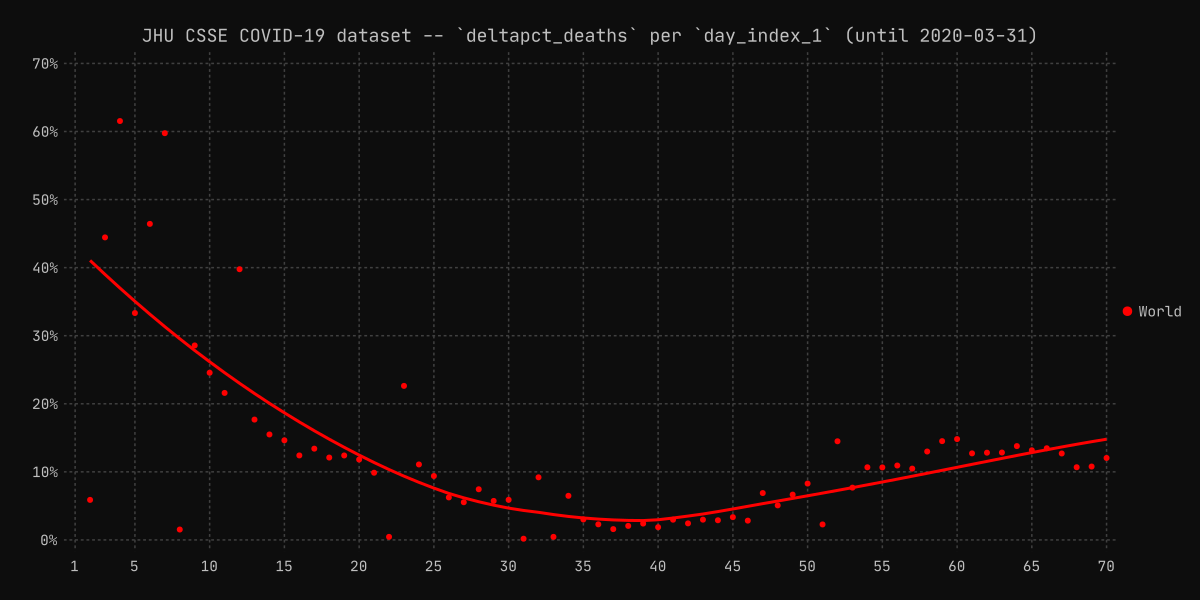 JHU CSSE COVID-19 dataset -- `deltapct_deaths` per `day_index_1` (until 2020-03-31)
70%
60%
50%
40%
30%
20%
10%
0%
World
1 5 10 15 20 25 30 35 40 45 50 55 60 65 70